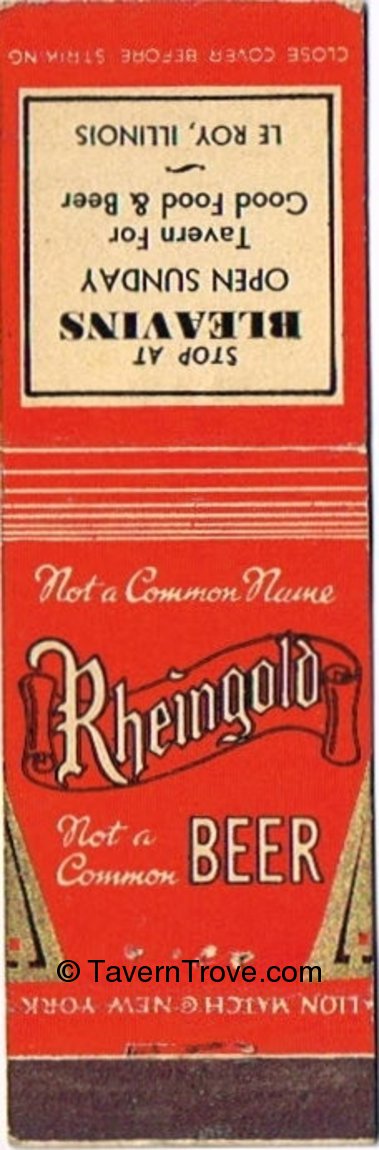 CLOSE COVER BEFORE STRIKING
STOP AT
BLEAVINS
OPEN SUNDAY
Tavern For
Good Food & Beer
LE ROY, ILLINOIS
Not a Common Name
Rheingold
Not a
Common BEER
© TavernTrove.com
LION MATCH © NEW YORK